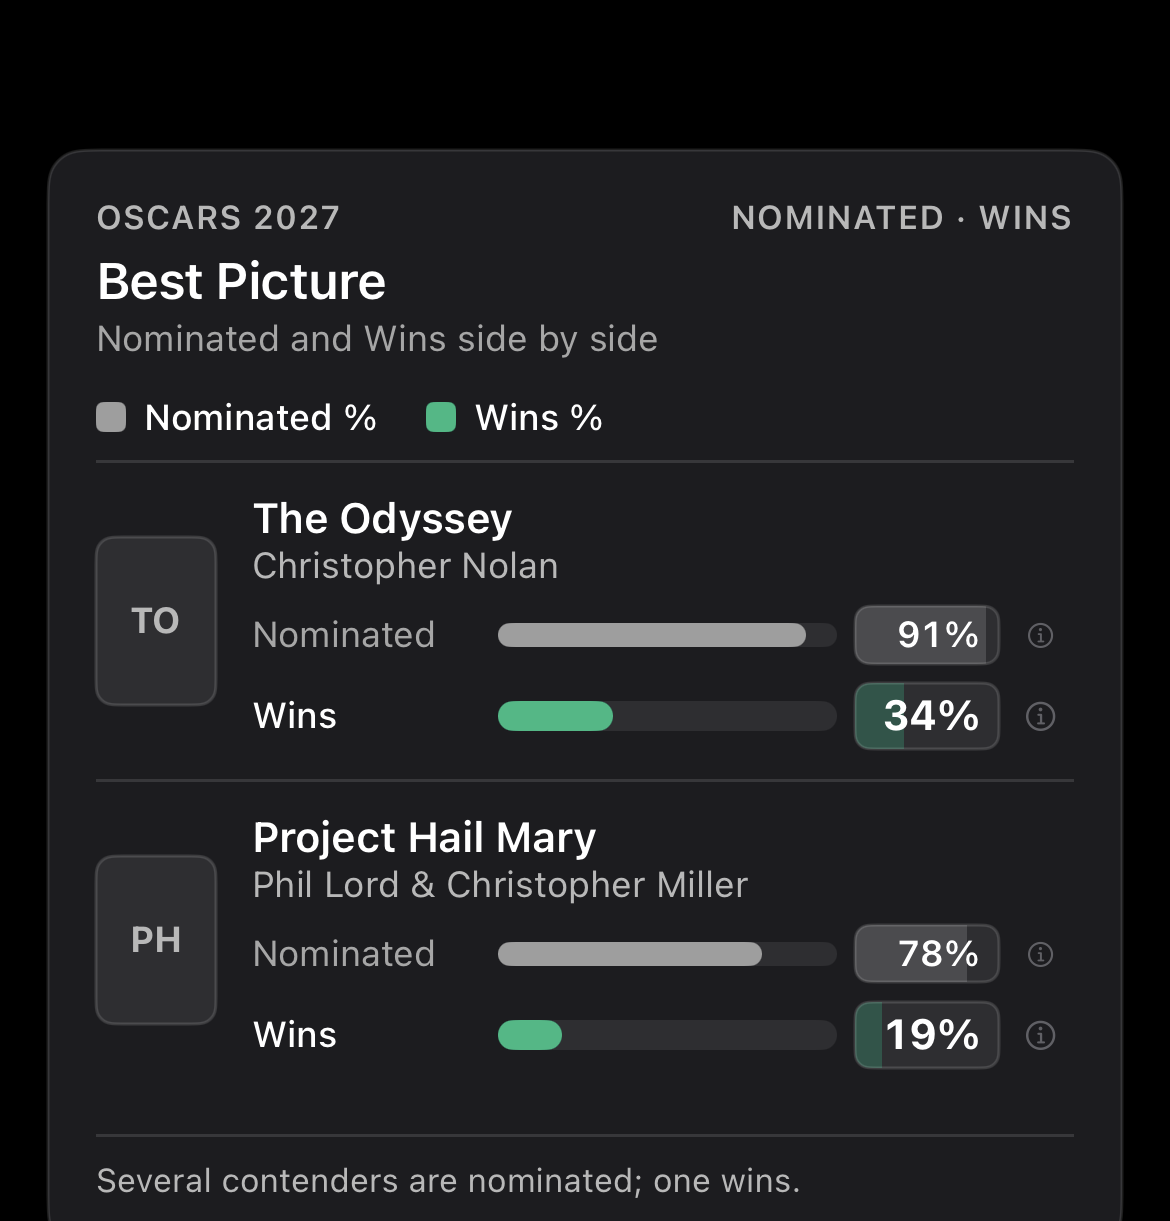 OSCARS 2027
NOMINATED · WINS
Best Picture
Nominated and Wins side by side
Nominated %
Wins %
The Odyssey
Christopher Nolan
TO
Nominated
91%
Wins
34%
Project Hail Mary
Phil Lord & Christopher Miller
PH
Nominated
78%
Wins
19%
Several contenders are nominated; one wins.